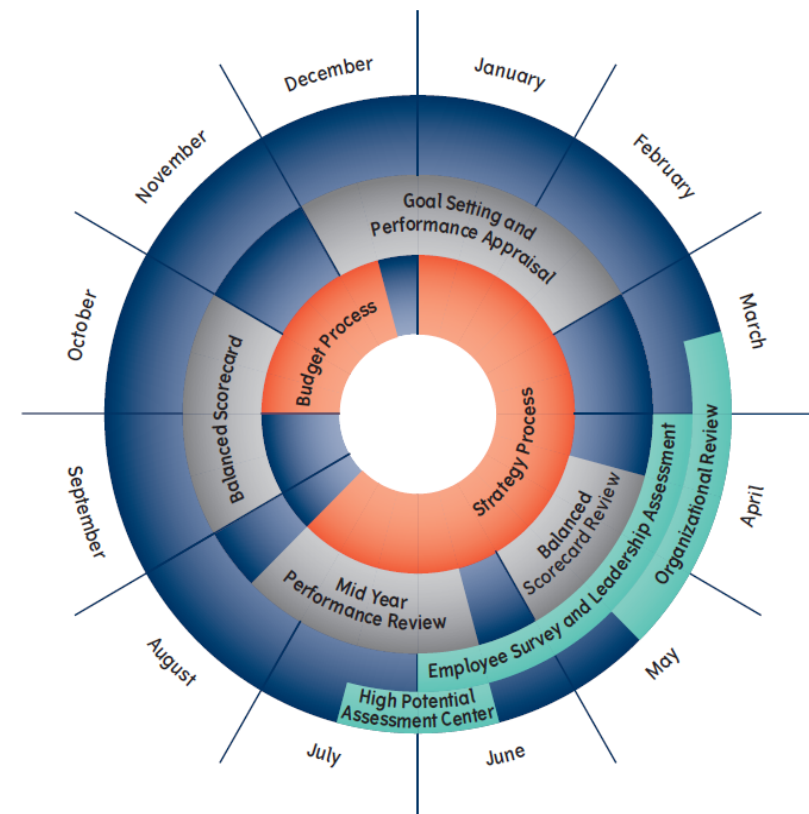 January
February
March
April
May
June
July
August
September
October
November
December
Goal Setting and
Performance Appraisal
Budget Process
Strategy Process
Balanced Scorecard
Balanced
Scorecard Review
Mid Year
Performance Review
Employee Survey and Leadership Assessment
Organizational Review
High Potential
Assessment Center